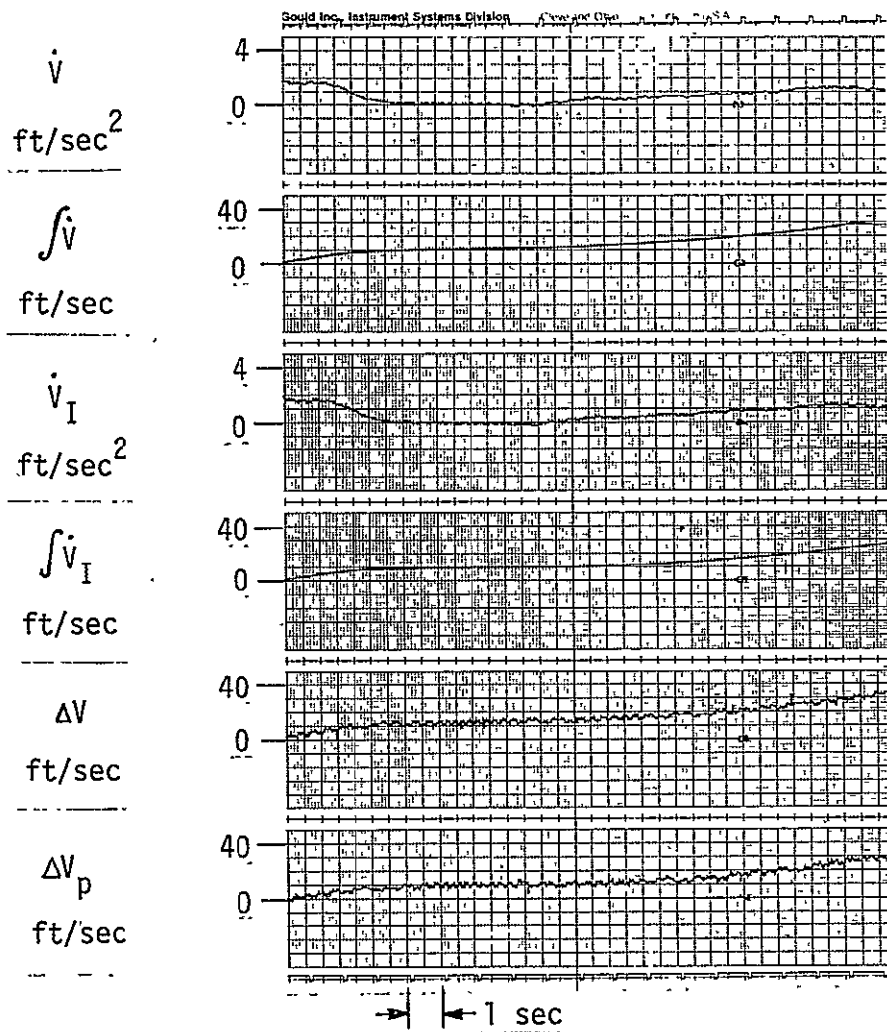 Gould Inc., Instrument Systems Division
V̇
ft/sec²
4
0
∫V̇
ft/sec
40
0
V̇_I
ft/sec²
4
0
∫V̇_I
ft/sec
40
0
ΔV
ft/sec
40
0
ΔV_p
ft/sec
40
0
1 sec